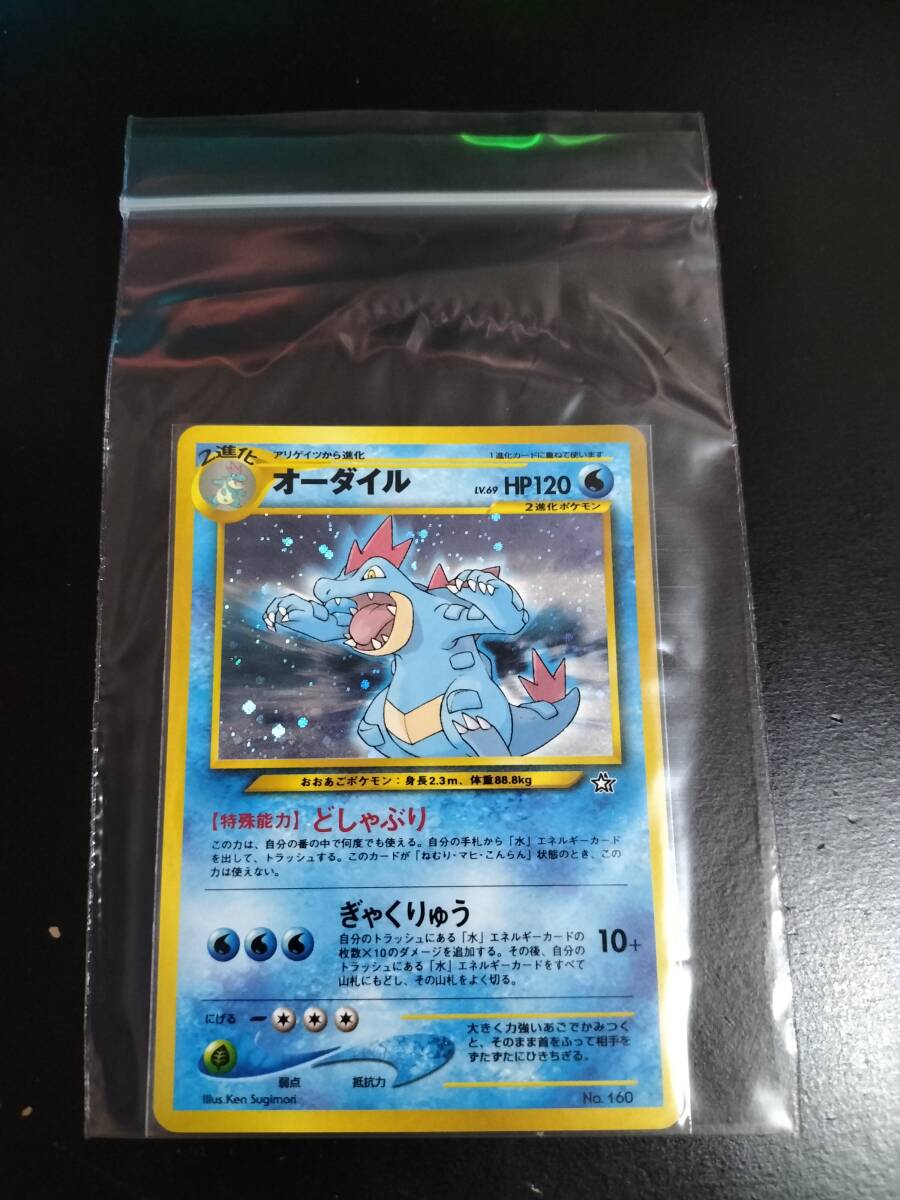 2進化
アリゲイツから進化
1進化カードに重ねて使います
オーダイル
LV.69 HP120
2進化ポケモン
おおあごポケモン：身長2.3m、体重88.8kg
【特殊能力】どしゃぶり
この力は、自分の番の中で何度でも使える。自分の手札から「水」エネルギーカード
を出して、トラッシュする。このカードが「ねむり・マヒ・こんらん」状態のとき、この
力は使えない。
ぎゃくりゅう
自分のトラッシュにある「水」エネルギーカードの
枚数×10のダメージを追加する。その後、自分の
トラッシュにある「水」エネルギーカードをすべて
山札にもどし、その山札をよく切る。
10+
にげる
大きく力強いあごでかみつく
と、そのまま首をふって相手を
ずたずたにひきちぎる。
弱点
抵抗力
Illus.Ken Sugimori
No. 160